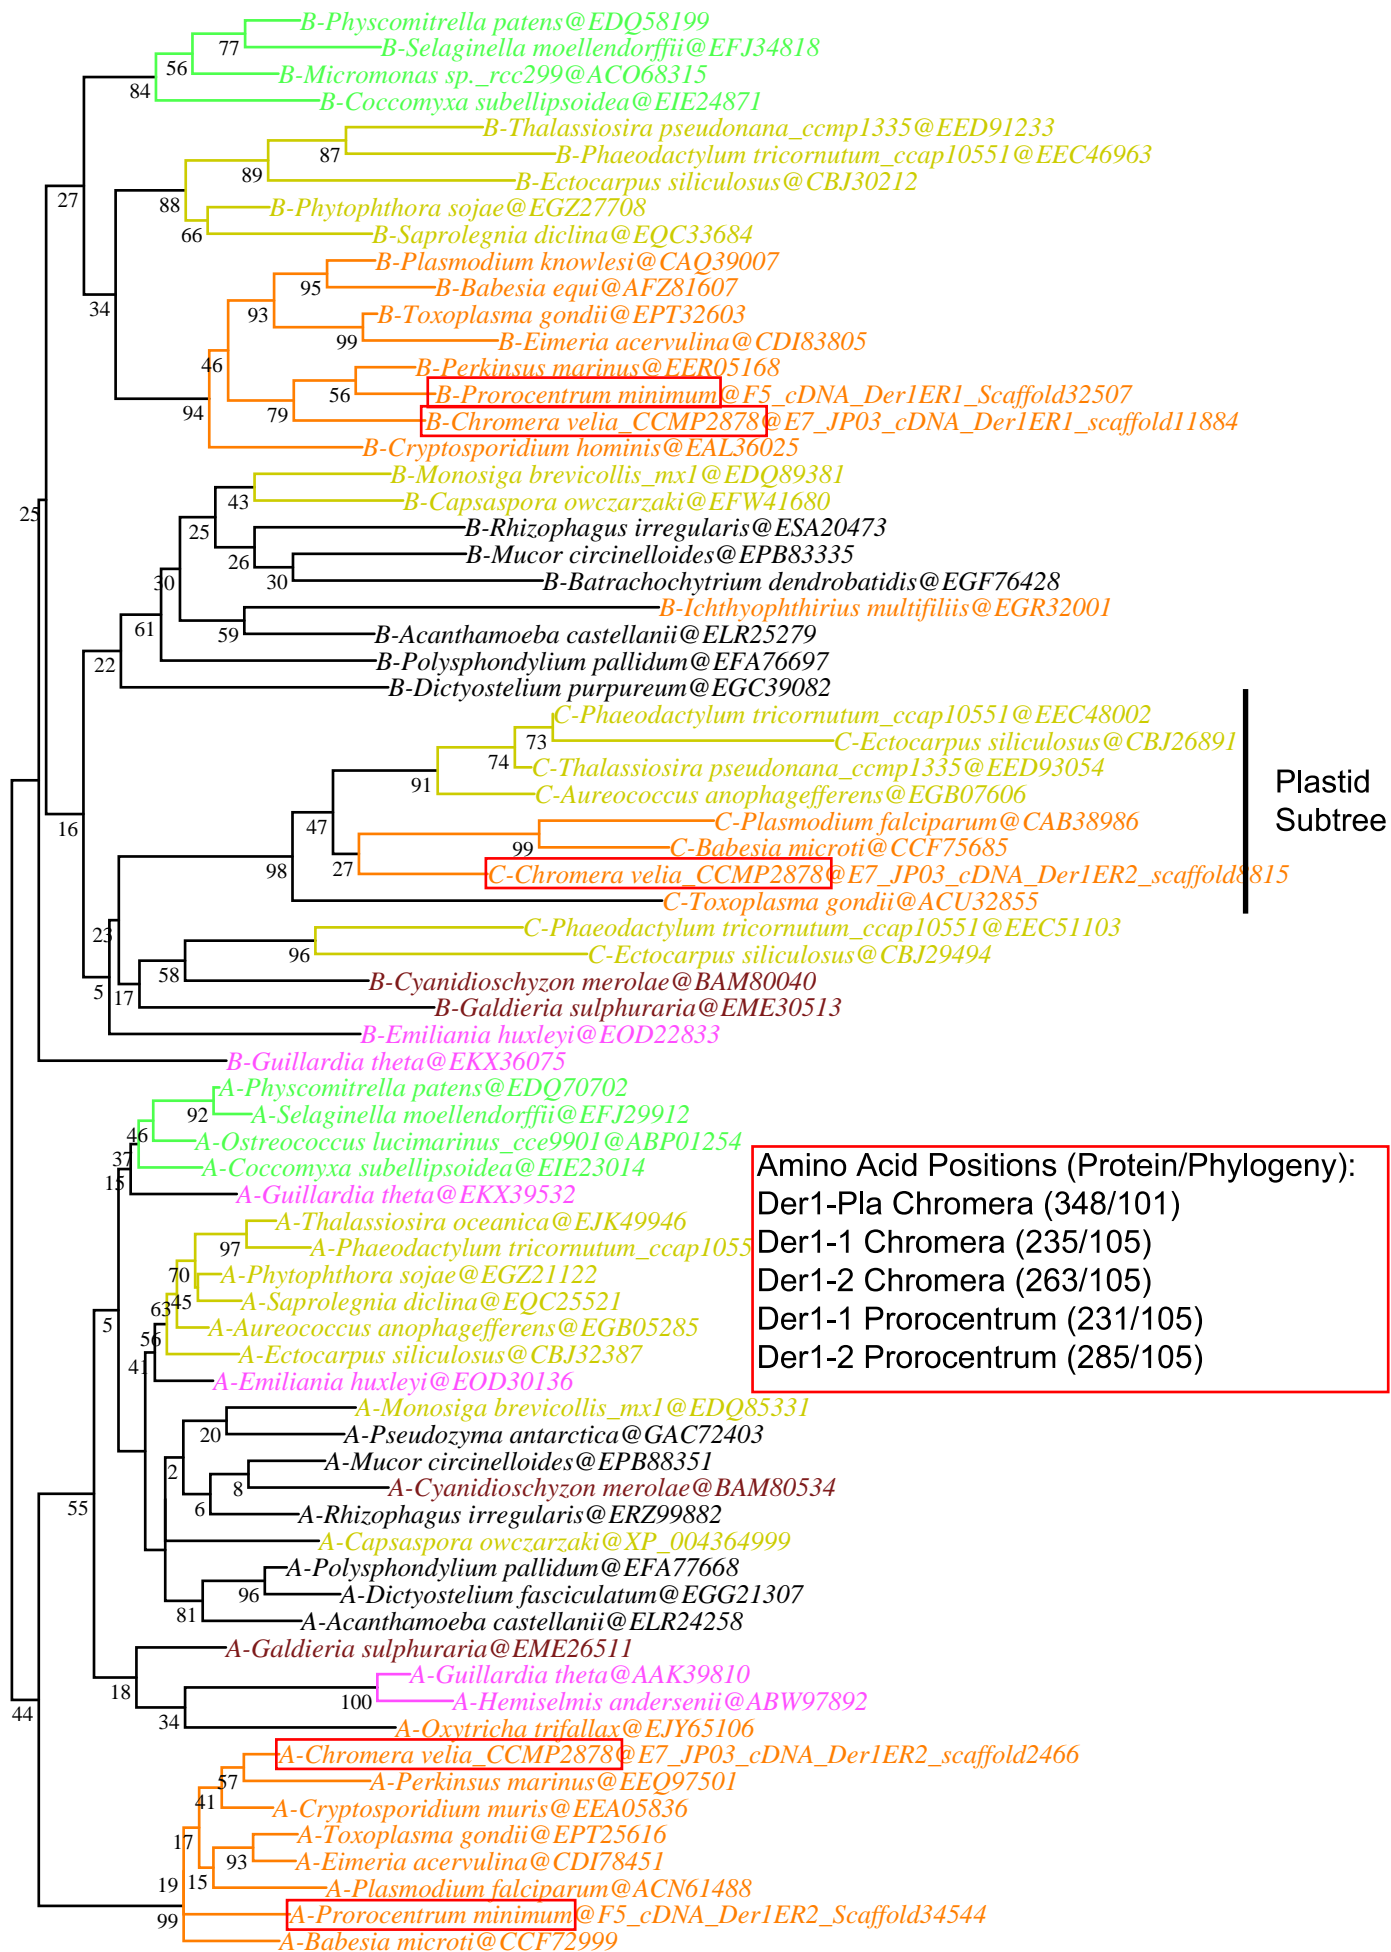 B-Physcomitrella patens@EDQ58199
77
B-Selaginella moellendorffii@EFJ34818
56
B-Micromonas sp._rcc299@ACO68315
84
B-Coccomyxa subellipsoidea@EIE24871
B-Thalassiosira pseudonana_ccmp1335@EED91233
87
B-Phaeodactylum tricornutum_ccap10551@EEC46963
89
B-Ectocarpus siliculosus@CBJ30212
27
88
B-Phytophthora sojae@EGZ27708
66
B-Saprolegnia diclina@EQC33684
B-Plasmodium knowlesi@CAQ39007
95
B-Babesia equi@AFZ81607
34
93
B-Toxoplasma gondii@EPT32603
99
B-Eimeria acervulina@CDI83805
46
B-Perkinsus marinus@EER05168
56
B-Prorocentrum minimum@F5_cDNA_Der1ER1_Scaffold32507
94
79
B-Chromera velia_CCMP2878@E7_JP03_cDNA_Der1ER1_scaffold11884
B-Cryptosporidium hominis@EAL36025
B-Monosiga brevicollis_mx1@EDQ89381
43
B-Capsaspora owczarzaki@EFW41680
25
25
B-Rhizophagus irregularis@ESA20473
26
B-Mucor circinelloides@EPB83335
30
30
B-Batrachochytrium dendrobatidis@EGF76428
B-Ichthyophthirius multifiliis@EGR32001
61
59
B-Acanthamoeba castellanii@ELR25279
22
B-Polysphondylium pallidum@EFA76697
B-Dictyostelium purpureum@EGC39082
C-Phaeodactylum tricornutum_ccap10551@EEC48002
73
C-Ectocarpus siliculosus@CBJ26891
74
C-Thalassiosira pseudonana_ccmp1335@EED93054
91
C-Aureococcus anophagefferens@EGB07606
Plastid
Subtree
16
47
C-Plasmodium falciparum@CAB38986
99
C-Babesia microti@CCF75685
98
27
C-Chromera velia_CCMP2878@E7_JP03_cDNA_Der1ER2_scaffold8815
C-Toxoplasma gondii@ACU32855
23
C-Phaeodactylum tricornutum_ccap10551@EEC51103
96
C-Ectocarpus siliculosus@CBJ29494
58
B-Cyanidioschyzon merolae@BAM80040
5
17
B-Galdieria sulphuraria@EME30513
B-Emiliania huxleyi@EOD22833
B-Guillardia theta@EKX36075
A-Physcomitrella patens@EDQ70702
92
A-Selaginella moellendorffii@EFJ29912
46
A-Ostreococcus lucimarinus_cce9901@ABP01254
37
A-Coccomyxa subellipsoidea@EIE23014
15
A-Guillardia theta@EKX39532
A-Thalassiosira oceanica@EJK49946
97
A-Phaeodactylum tricornutum_ccap1055
70
A-Phytophthora sojae@EGZ21122
45
A-Saprolegnia diclina@EQC25521
63
5
A-Aureococcus anophagefferens@EGB05285
56
A-Ectocarpus siliculosus@CBJ32387
41
A-Emiliania huxleyi@EOD30136
Amino Acid Positions (Protein/Phylogeny):
Der1-Pla Chromera (348/101)
Der1-1 Chromera (235/105)
Der1-2 Chromera (263/105)
Der1-1 Prorocentrum (231/105)
Der1-2 Prorocentrum (285/105)
A-Monosiga brevicollis_mx1@EDQ85331
20
A-Pseudozyma antarctica@GAC72403
2
A-Mucor circinelloides@EPB88351
8
A-Cyanidioschyzon merolae@BAM80534
55
6
A-Rhizophagus irregularis@ERZ99882
A-Capsaspora owczarzaki@XP_004364999
A-Polysphondylium pallidum@EFA77668
96
A-Dictyostelium fasciculatum@EGG21307
81
A-Acanthamoeba castellanii@ELR24258
A-Galdieria sulphuraria@EME26511
18
A-Guillardia theta@AAK39810
100
A-Hemiselmis andersenii@ABW97892
44
34
A-Oxytricha trifallax@EJY65106
A-Chromera velia_CCMP2878@E7_JP03_cDNA_Der1ER2_scaffold2466
57
A-Perkinsus marinus@EEQ97501
41
A-Cryptosporidium muris@EEA05836
17
A-Toxoplasma gondii@EPT25616
93
A-Eimeria acervulina@CDI78451
19
15
A-Plasmodium falciparum@ACN61488
99
A-Prorocentrum minimum@F5_cDNA_Der1ER2_Scaffold34544
A-Babesia microti@CCF72999